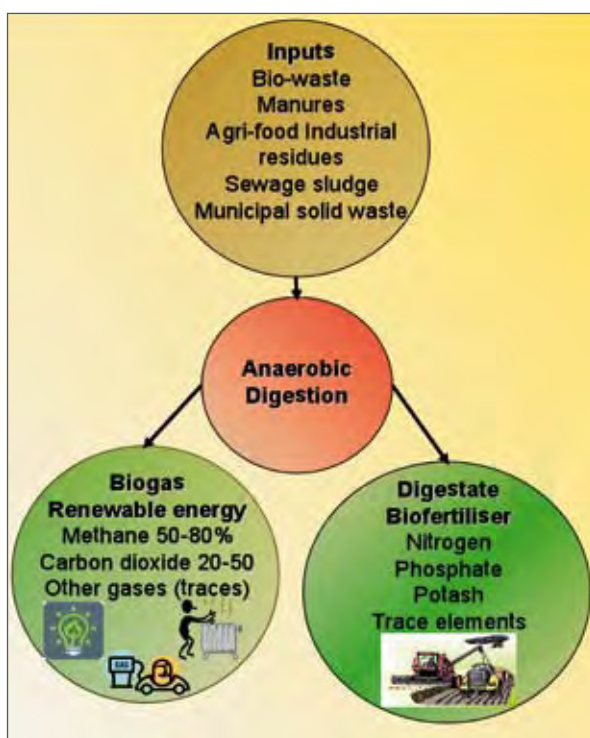 Inputs
Bio-waste
Manures
Agri-food Industrial
residues
Sewage sludge
Municipal solid waste
Anaerobic
Digestion
Biogas
Renewable energy
Methane 50-80%
Carbon dioxide 20-50
Other gases (traces)
GAS
Digestate
Biofertiliser
Nitrogen
Phosphate
Potash
Trace elements